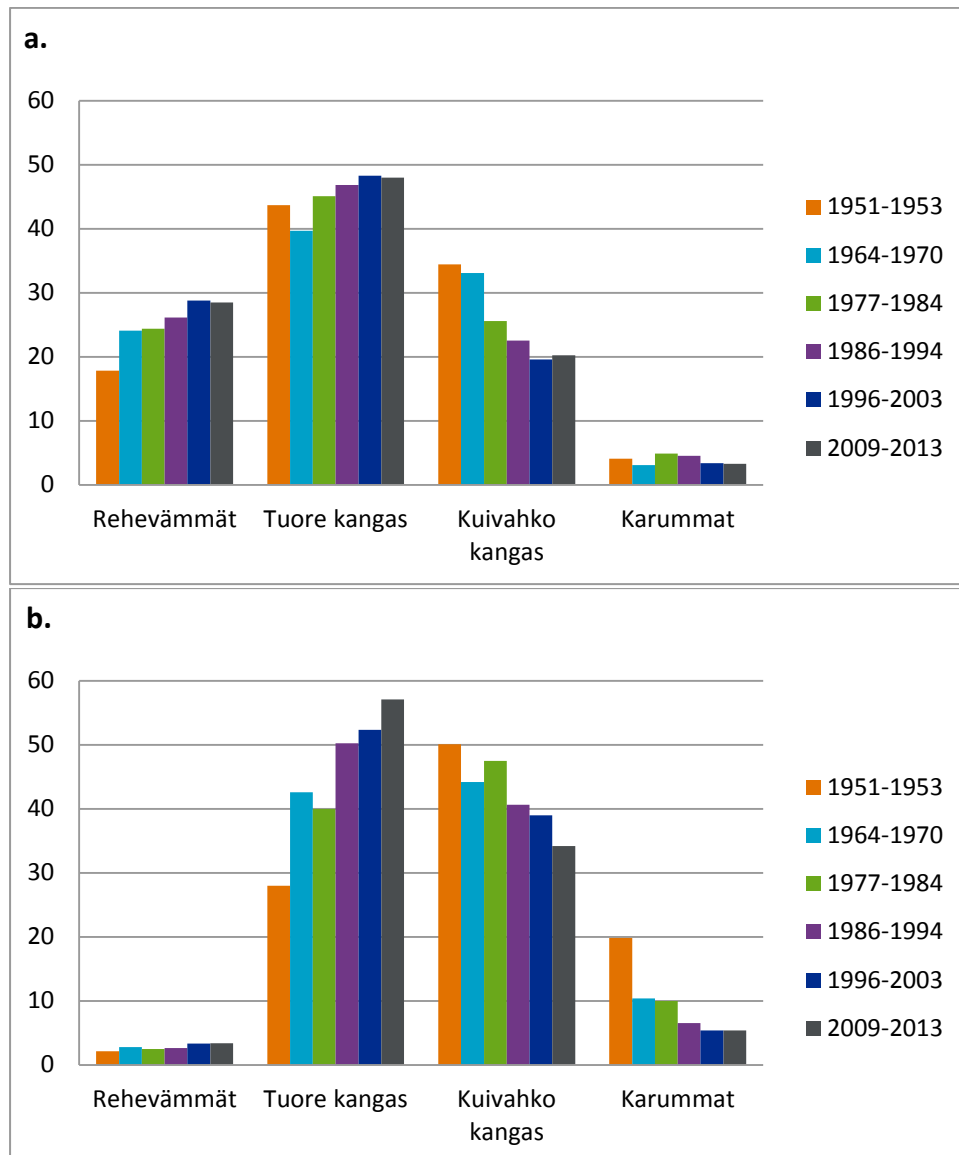 a.
60
50
40
30
20
10
0
Rehevämmät
Tuore kangas
Kuivahko
kangas
Karummat
1951-1953
1964-1970
1977-1984
1986-1994
1996-2003
2009-2013
b.
60
50
40
30
20
10
0
Rehevämmät
Tuore kangas
Kuivahko
kangas
Karummat
1951-1953
1964-1970
1977-1984
1986-1994
1996-2003
2009-2013